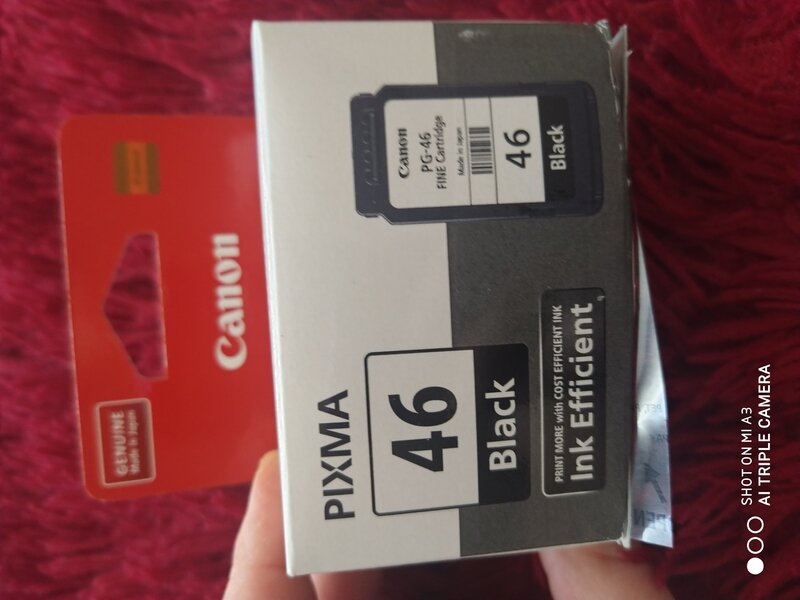 GENUINE
Made in Japan
Canon
Canon
PG-46
FINE Cartridge
Made in Japan
46
Black
PIXMA
46
Black
PRINT MORE with COST EFFICIENT INK
Ink Efficient
SHOT ON MI A3
AI TRIPLE CAMERA